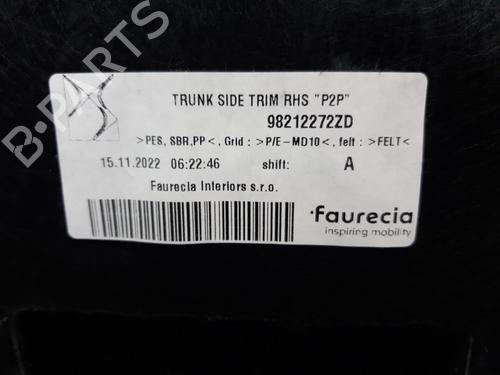 B-PARTS
TRUNK SIDE TRIM RHS "P2P"
98212272ZD
>PES, SBR,PP<, Grid : >P/E-MD10<, felt : >FELT<
15.11.2022 06:22:46 shift: A
Faurecia Interiors s.r.o.
faurecia
inspiring mobility